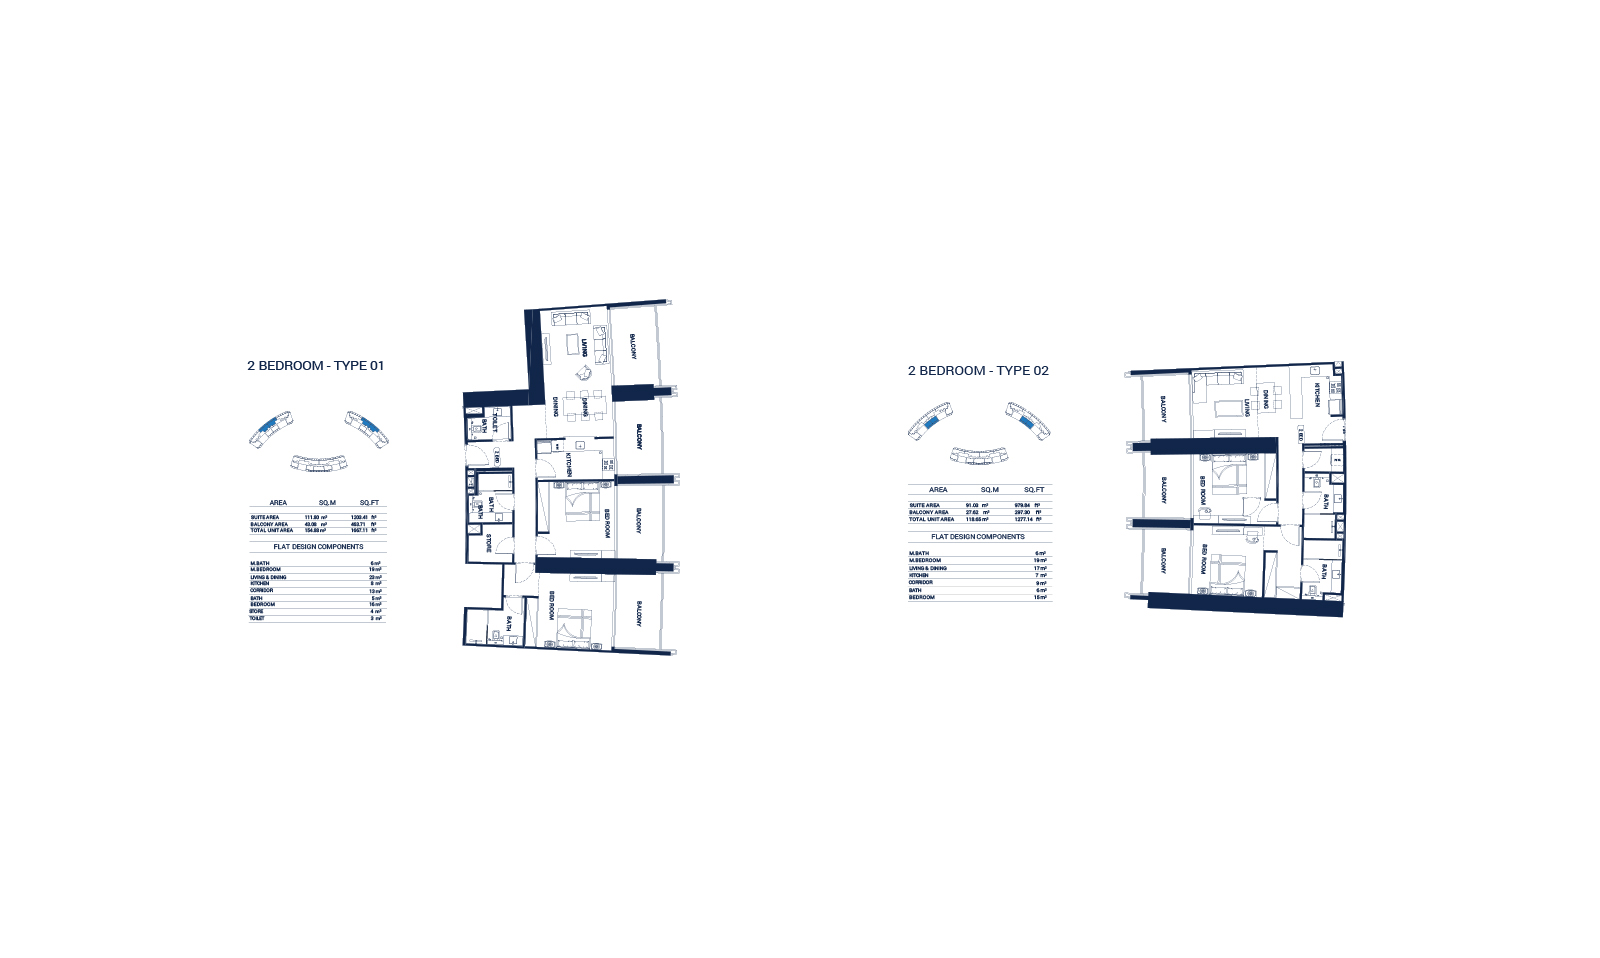 2 BEDROOM - TYPE 01
AREA SQ.M SQ.FT
SUITE AREA 111.80 m² 1203.41 ft²
BALCONY AREA 43.08 m² 463.71 ft²
TOTAL UNIT AREA 154.88 m² 1667.11 ft²
FLAT DESIGN COMPONENTS
M.BATH 6 m²
M.BEDROOM 19 m²
LIVING & DINING 23 m²
KITCHEN 8 m²
CORRIDOR 13 m²
BATH 5 m²
BEDROOM 16 m²
STORE 4 m²
TOILET 3 m²
LIVING
BALCONY
DINING
DINING
TOILET
BATH
BALCONY
KITCHEN
BATH
BATH
BED ROOM
BALCONY
STORE
BED ROOM
BALCONY
BATH
2 BEDROOM - TYPE 02
AREA SQ.M SQ.FT
SUITE AREA 91.03 m² 979.84 ft²
BALCONY AREA 27.62 m² 297.30 ft²
TOTAL UNIT AREA 118.65 m² 1277.14 ft²
FLAT DESIGN COMPONENTS
M.BATH 6 m²
M.BEDROOM 19 m²
LIVING & DINING 17 m²
KITCHEN 7 m²
CORRIDOR 9 m²
BATH 6 m²
BEDROOM 15 m²
BALCONY
LIVING
DINING
KITCHEN
BALCONY
BED ROOM
BATH
BALCONY
BED ROOM
BATH